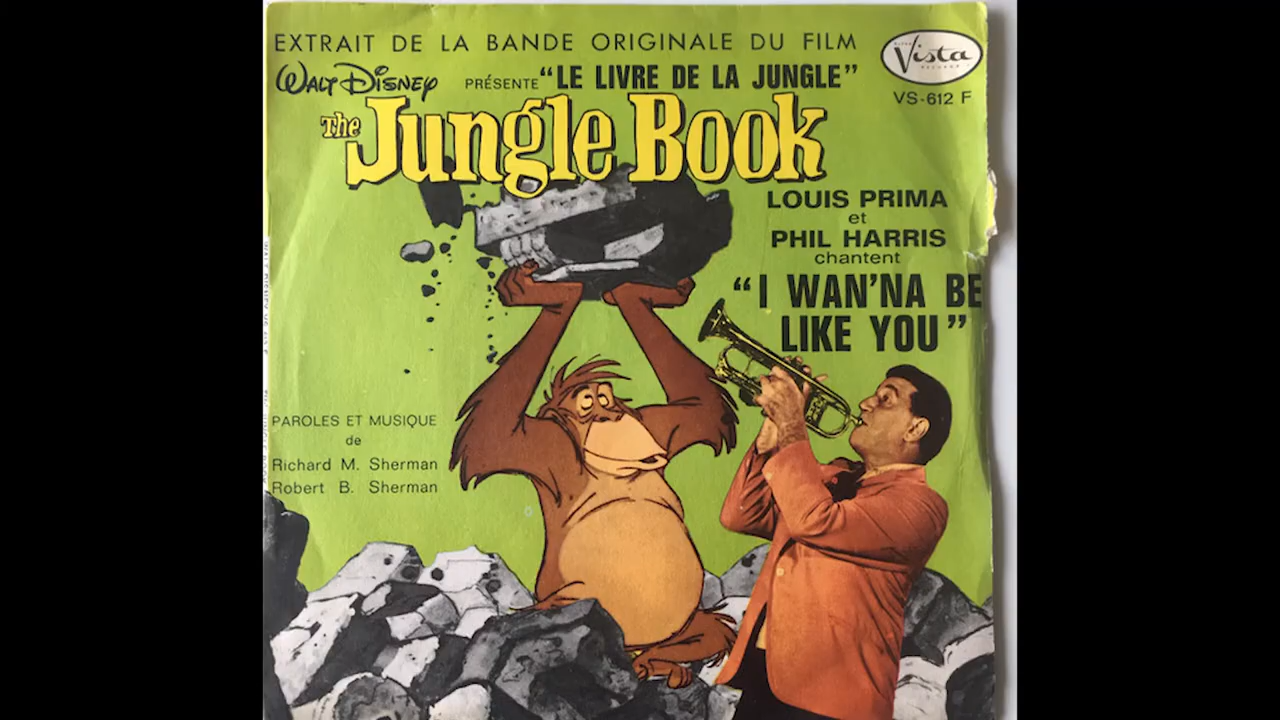 EXTRAIT DE LA BANDE ORIGINALE DU FILM
WALT DISNEY PRÉSENTE "LE LIVRE DE LA JUNGLE"
The Jungle Book
Vista
RECORDS
VS-612 F
LOUIS PRIMA
et
PHIL HARRIS
chantent
"I WAN'NA BE
LIKE YOU"
PAROLES ET MUSIQUE
de
Richard M. Sherman
Robert B. Sherman